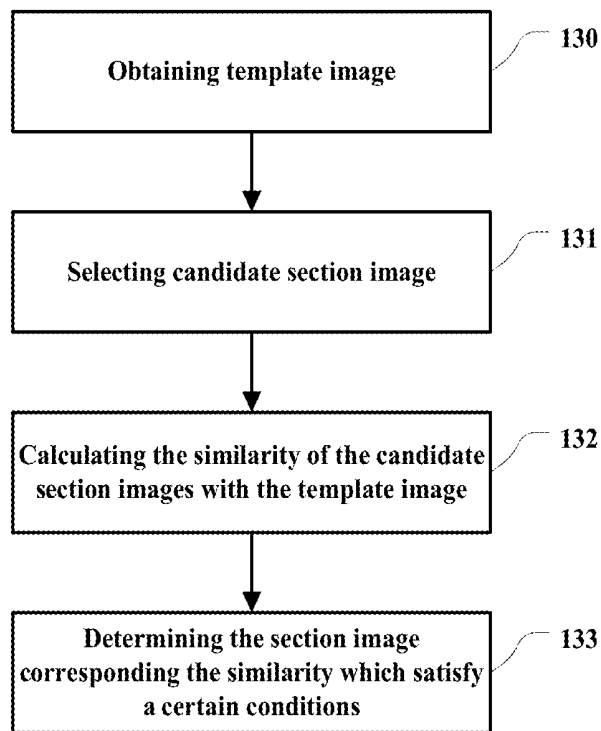 Obtaining template image
130
Selecting candidate section image
131
Calculating the similarity of the candidate
section images with the template image
132
Determining the section image
corresponding the similarity which satisfy
a certain conditions
133